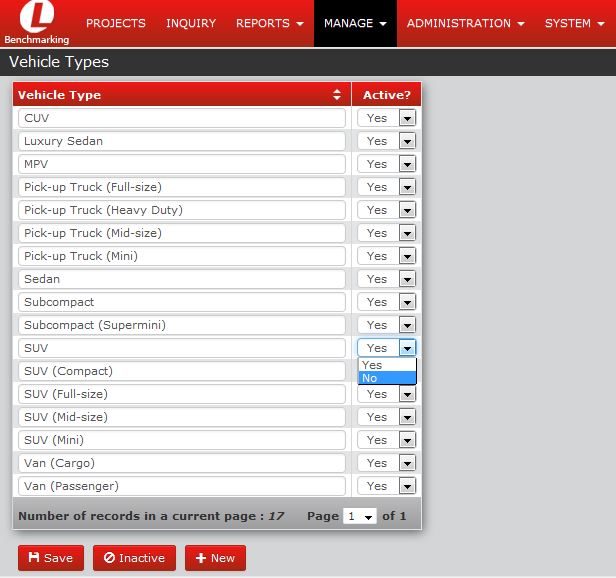 L
Benchmarking
PROJECTS INQUIRY REPORTS MANAGE ADMINISTRATION SYSTEM
Vehicle Types
Vehicle Type Active?
CUV Yes
Luxury Sedan Yes
MPV Yes
Pick-up Truck (Full-size) Yes
Pick-up Truck (Heavy Duty) Yes
Pick-up Truck (Mid-size) Yes
Pick-up Truck (Mini) Yes
Sedan Yes
Subcompact Yes
Subcompact (Supermini) Yes
SUV Yes
Yes
SUV (Compact)
No
SUV (Full-size) Yes
SUV (Mid-size) Yes
SUV (Mini) Yes
Van (Cargo) Yes
Van (Passenger) Yes
Number of records in a current page : 17 Page 1 of 1
Save Inactive + New